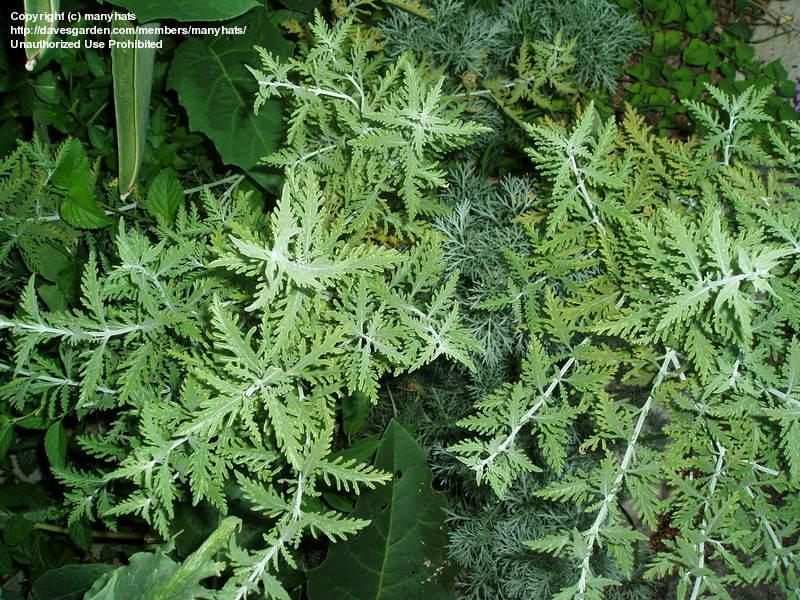 Copyright (c) manyhats
http://davesgarden.com/members/manyhats/
Unauthorized Use Prohibited